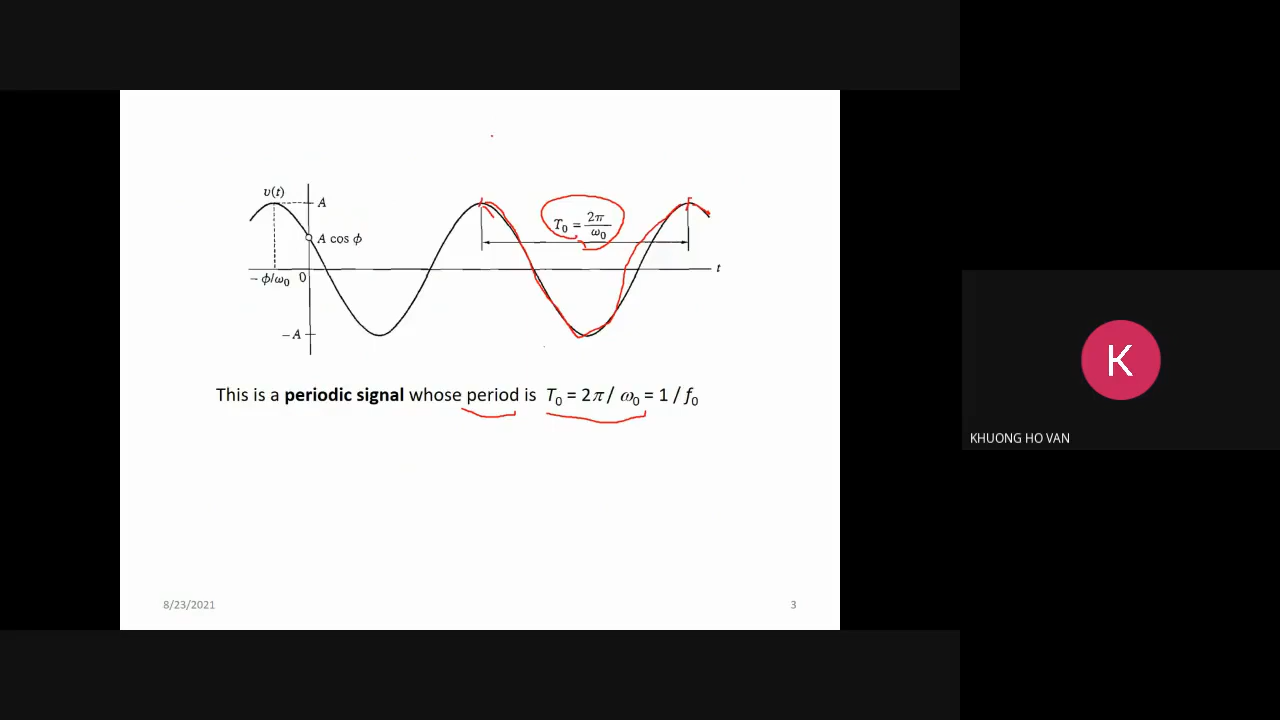 υ(t)
A
A cos ϕ
T₀ = 2π/ω₀
− ϕ/ω₀
0
t
− A
This is a periodic signal whose period is T₀ = 2π / ω₀ = 1 / f₀
8/23/2021
3
K
KHUONG HO VAN